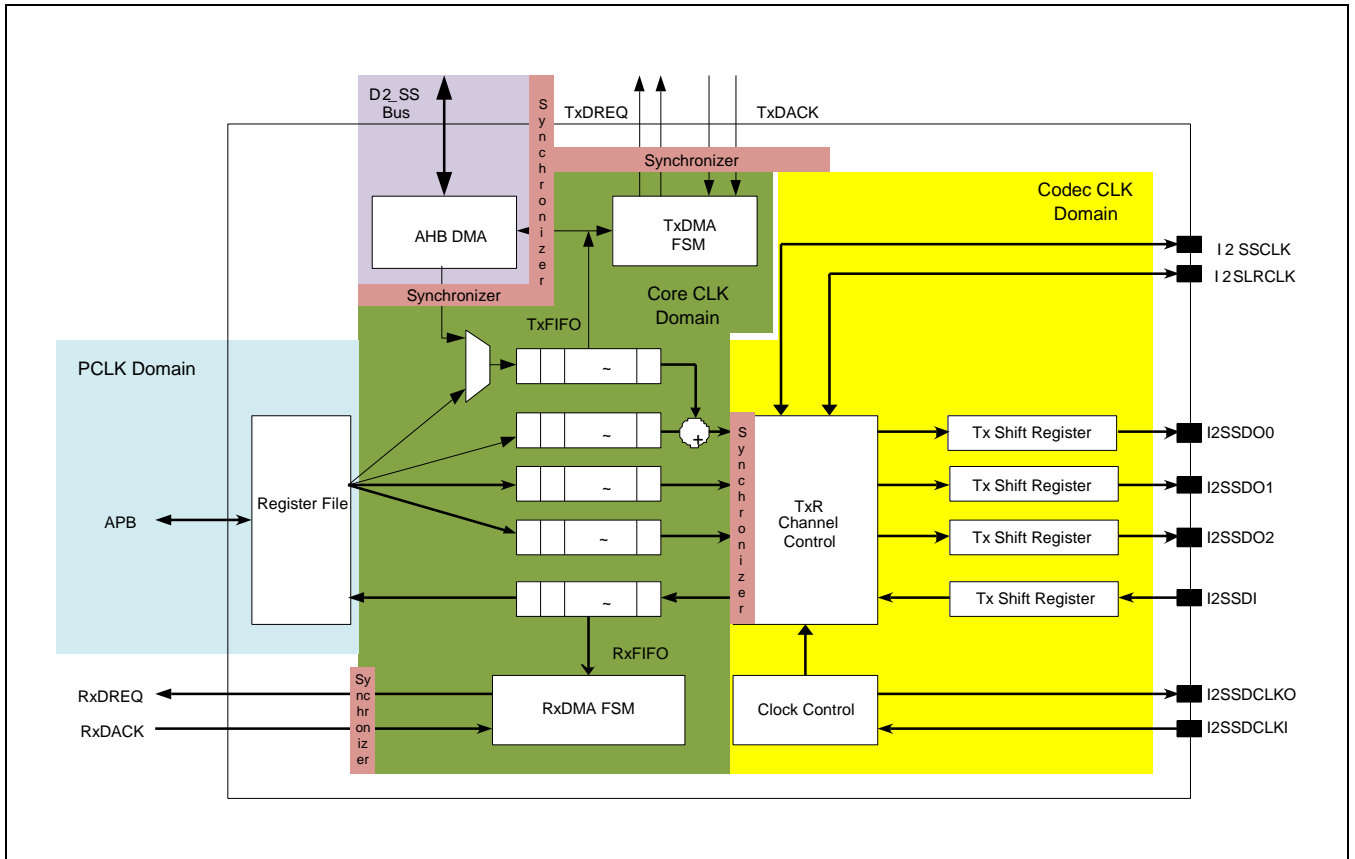 D2_SS
Bus
Synchronizer
TxDREQ
TxDACK
Synchronizer
Codec CLK
Domain
AHB DMA
TxDMA
FSM
I2SSCLK
I2SLRCLK
Synchronizer
Core CLK
Domain
TxFIFO
PCLK Domain
~
Register File
~
+
Synchronizer
TxR
Channel
Control
Tx Shift Register
I2SSDO0
~
Tx Shift Register
I2SSDO1
APB
~
Tx Shift Register
I2SSDO2
~
Tx Shift Register
I2SSDI
RxFIFO
RxDREQ
RxDACK
Synchronizer
RxDMA FSM
Clock Control
I2SSDCLKO
I2SSDCLKI